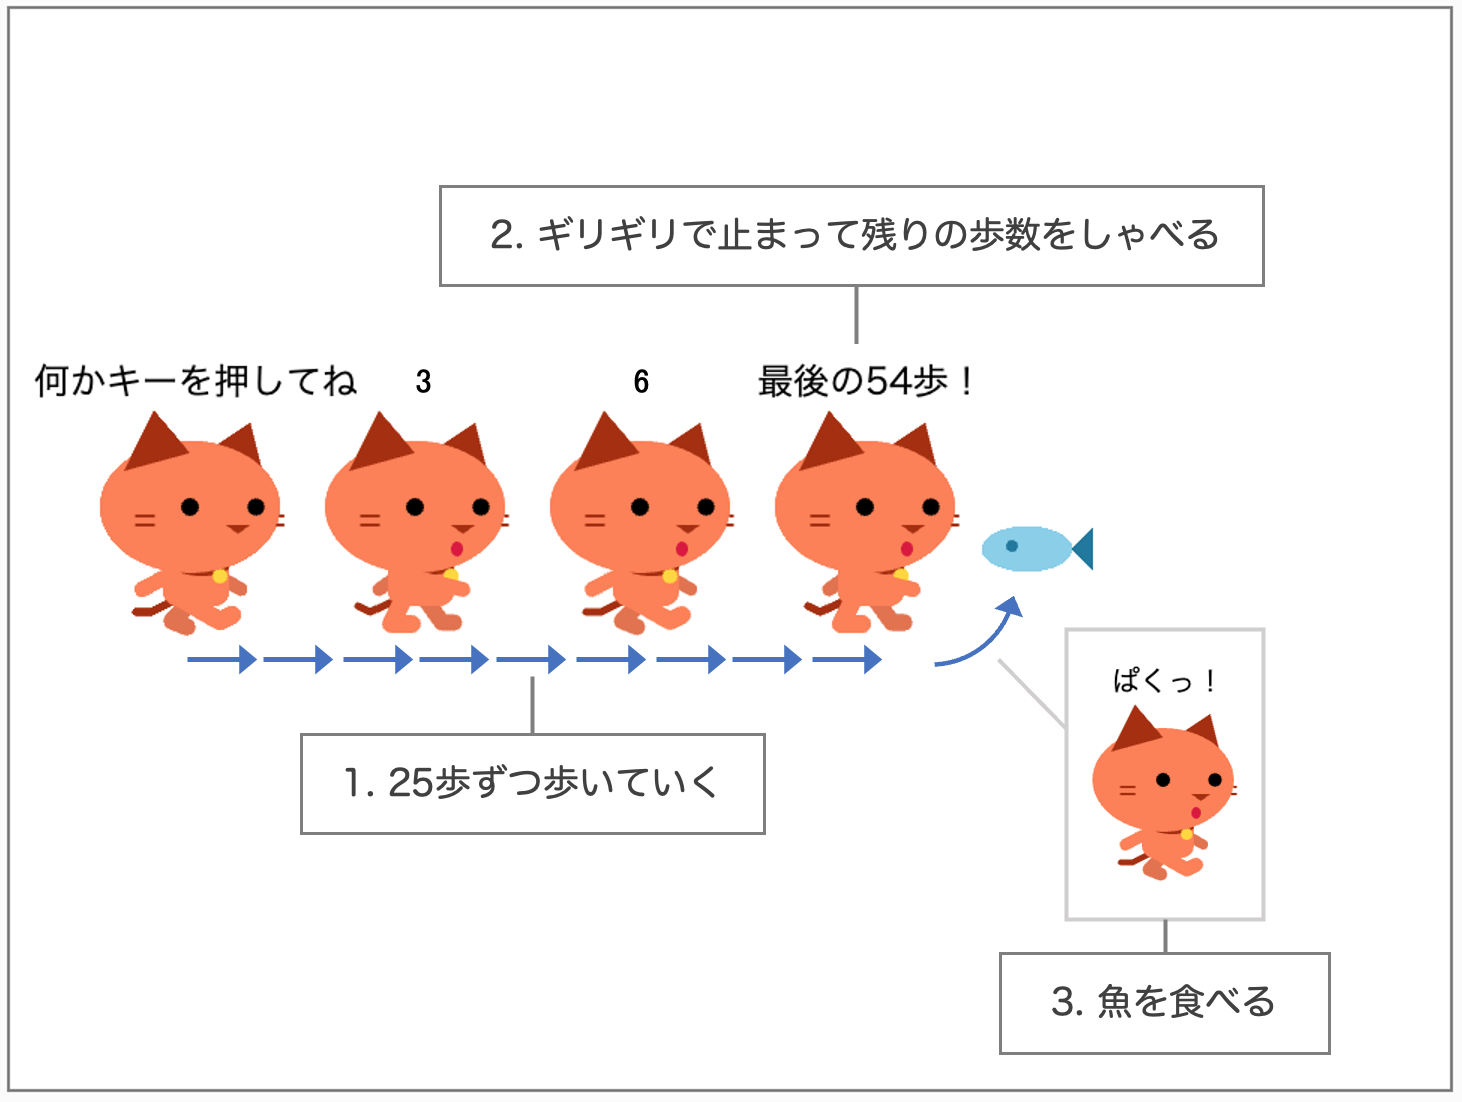 2. ギリギリで止まって残りの歩数をしゃべる
何かキーを押してね
3
6
最後の54歩！
1. 25歩ずつ歩いていく
ぱくっ！
3. 魚を食べる